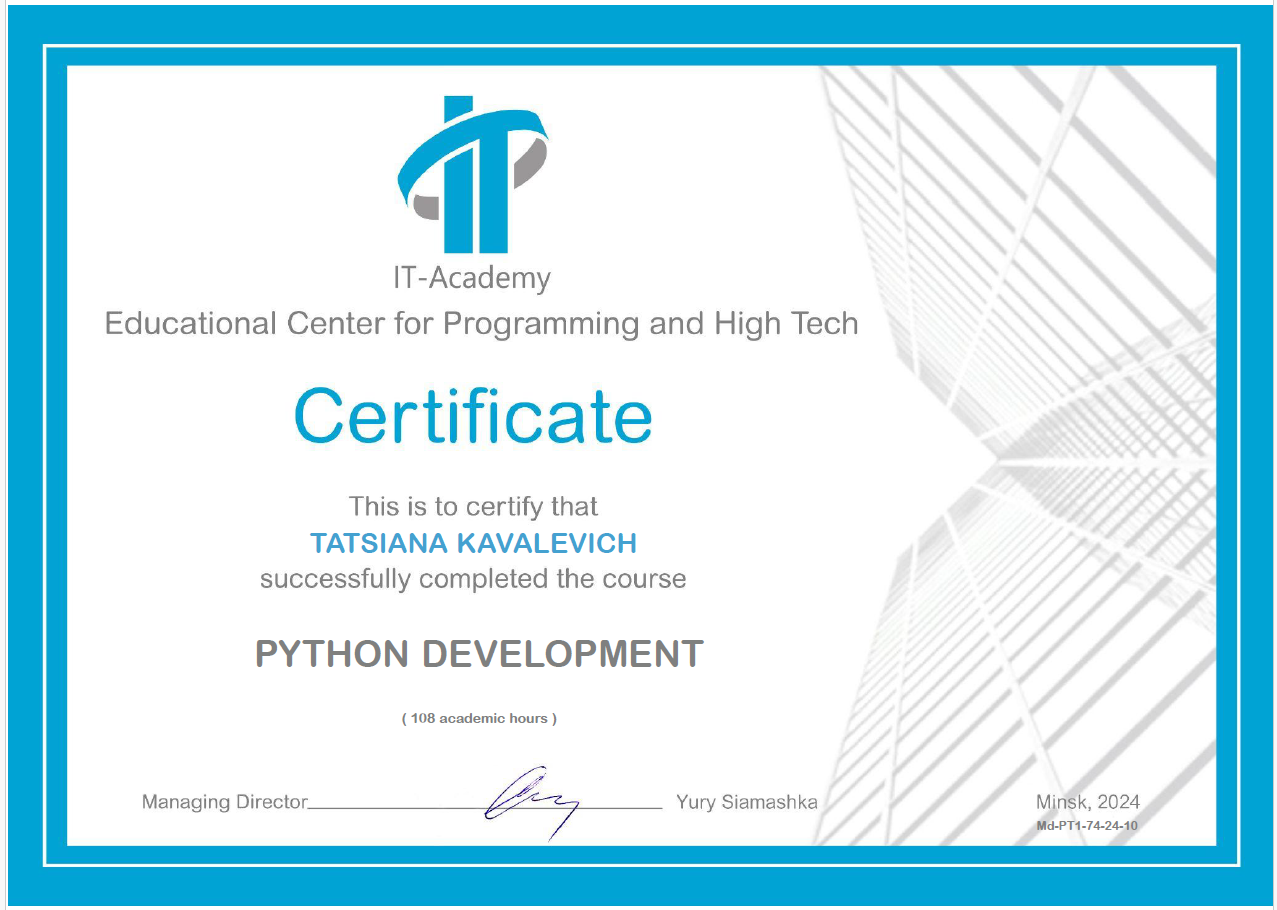 IT-Academy
Educational Center for Programming and High Tech
Certificate
This is to certify that
TATSIANA KAVALEVICH
successfully completed the course
PYTHON DEVELOPMENT
( 108 academic hours )
Managing Director Yury Siamashka Minsk, 2024
Md-PT1-74-24-10